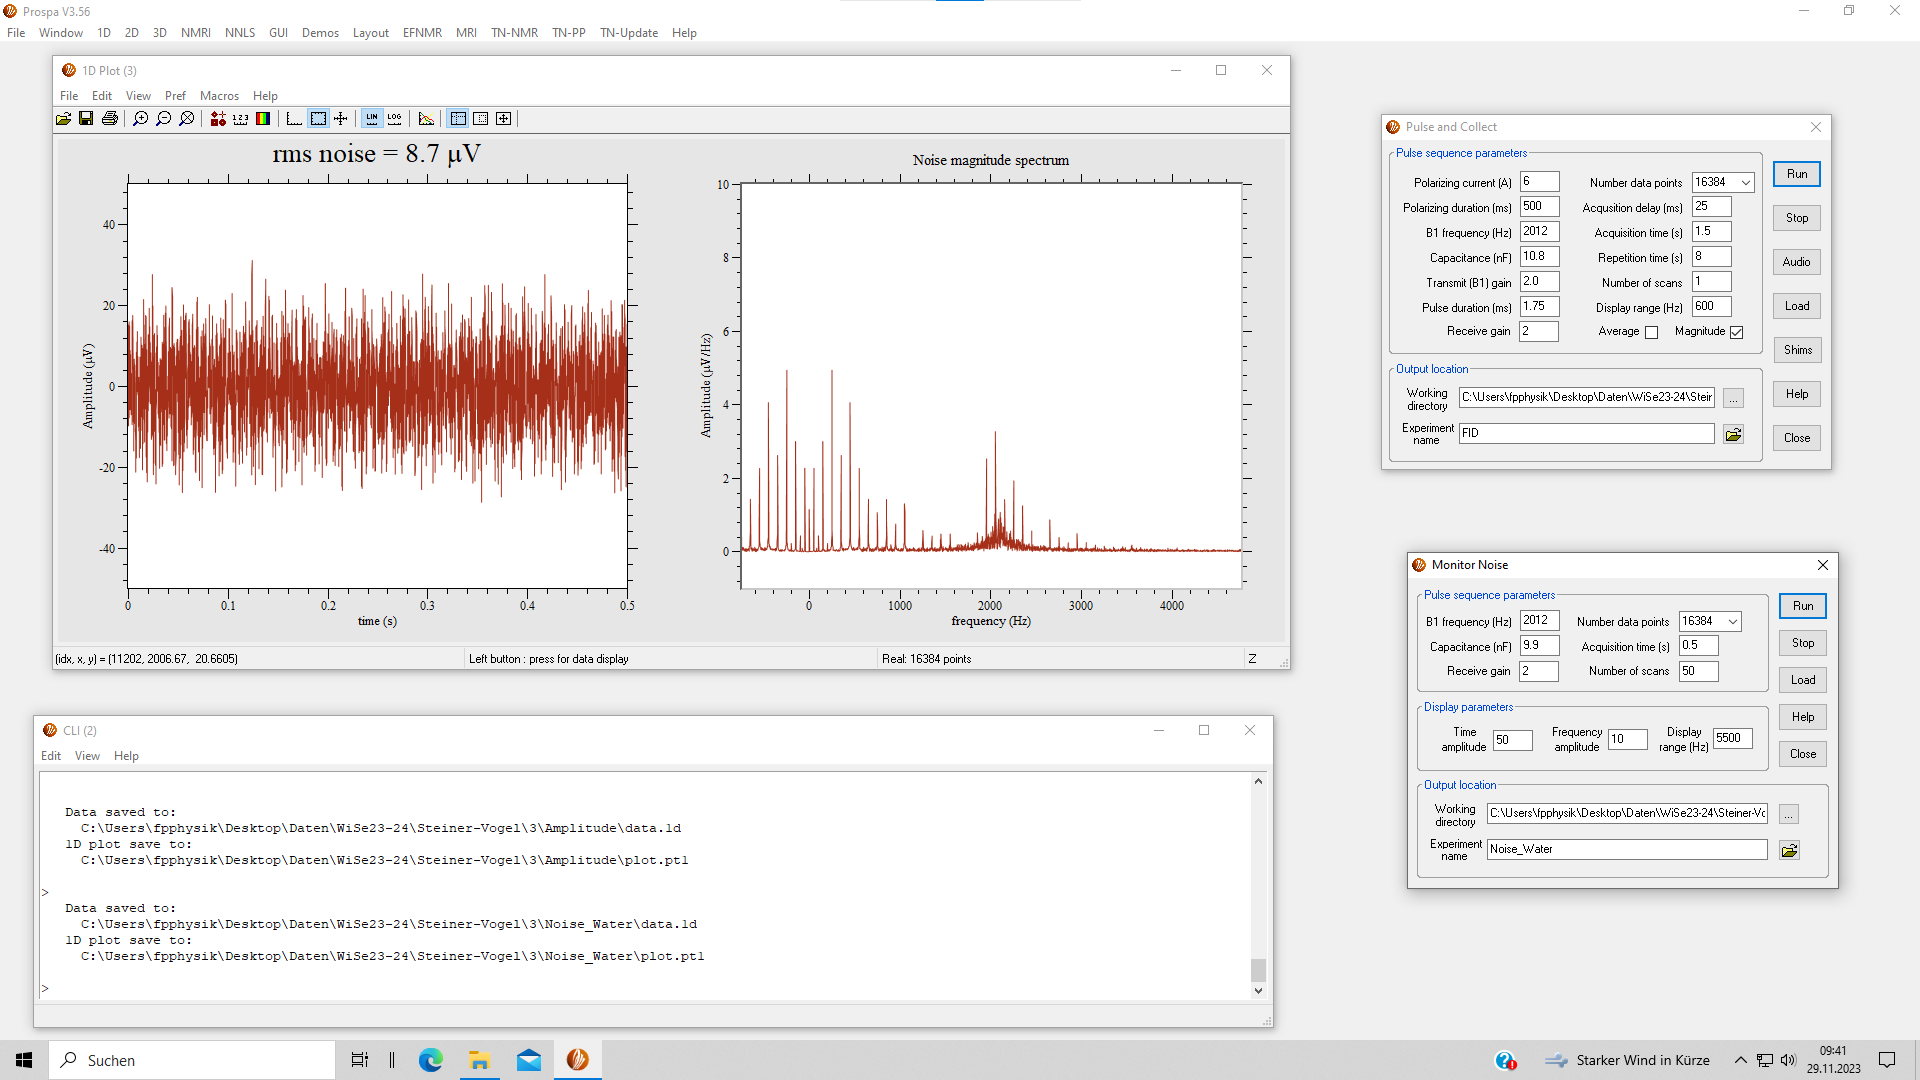 Prospa V3.56
File Window 1D 2D 3D NMRI NNLS GUI Demos Layout EFNMR MRI TN-NMR TN-PP TN-Update Help
1D Plot (3)
File Edit View Pref Macros Help
1 2 3
LIN LOG
rms noise = 8.7 µV
Amplitude (µV)
40
20
0
-20
-40
0 0.1 0.2 0.3 0.4 0.5
time (s)
Noise magnitude spectrum
Amplitude (µV/Hz)
10
8
6
4
2
0
0 1000 2000 3000 4000
frequency (Hz)
(idx, x, y) = (11202, 2006.67, 20.6605) Left button : press for data display Real: 16384 points Z
CLI (2)
Edit View Help
Data saved to:
C:\Users\fpphysik\Desktop\Daten\WiSe23-24\Steiner-Vogel\3\Amplitude\data.1d
1D plot save to:
C:\Users\fpphysik\Desktop\Daten\WiSe23-24\Steiner-Vogel\3\Amplitude\plot.pt1
>
Data saved to:
C:\Users\fpphysik\Desktop\Daten\WiSe23-24\Steiner-Vogel\3\Noise_Water\data.1d
1D plot save to:
C:\Users\fpphysik\Desktop\Daten\WiSe23-24\Steiner-Vogel\3\Noise_Water\plot.pt1
>
Pulse and Collect
Pulse sequence parameters
Polarizing current (A) 6 Number data points 16384
Polarizing duration (ms) 500 Acqusition delay (ms) 25
B1 frequency (Hz) 2012 Acquisition time (s) 1.5
Capacitance (nF) 10.8 Repetition time (s) 8
Transmit (B1) gain 2.0 Number of scans 1
Pulse duration (ms) 1.75 Display range (Hz) 600
Receive gain 2 Average Magnitude
Run
Stop
Audio
Load
Shims
Help
Close
Output location
Working directory C:\Users\fpphysik\Desktop\Daten\WiSe23-24\Steir ...
Experiment name FID
Monitor Noise
Pulse sequence parameters
B1 frequency (Hz) 2012 Number data points 16384
Capacitance (nF) 9.9 Acquisition time (s) 0.5
Receive gain 2 Number of scans 50
Run
Stop
Load
Help
Close
Display parameters
Time amplitude 50 Frequency amplitude 10 Display range (Hz) 5500
Output location
Working directory C:\Users\fpphysik\Desktop\Daten\WiSe23-24\Steiner-Vc ...
Experiment name Noise_Water
Suchen
Starker Wind in Kürze
09:41
29.11.2023